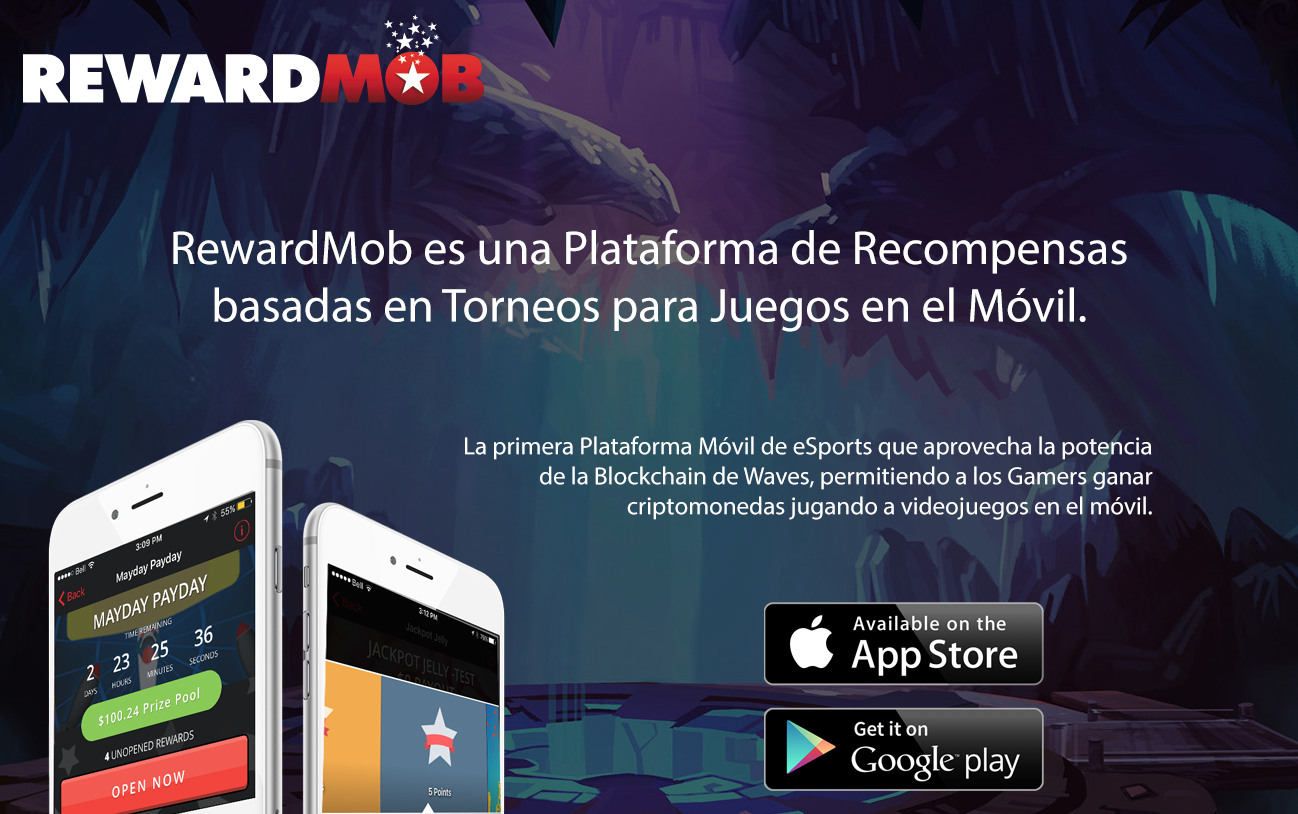 REWARDMOB
RewardMob es una Plataforma de Recompensas
basadas en Torneos para Juegos en el Móvil.
La primera Plataforma Móvil de eSports que aprovecha la potencia
de la Blockchain de Waves, permitiendo a los Gamers ganar
criptomonedas jugando a videojuegos en el móvil.
Bell 3:09 PM 55%
Back Mayday Payday i
MAYDAY PAYDAY
TIME REMAINING
2 23 25 36
DAYS HOURS MINUTES SECONDS
$100.24 Prize Pool
4 UNOPENED REWARDS
OPEN NOW
Bell 3:12 PM
Back Jackpot Jelly
JACKPOT JELLY -TEST
5 Points
Available on the
App Store
Get it on
Google play